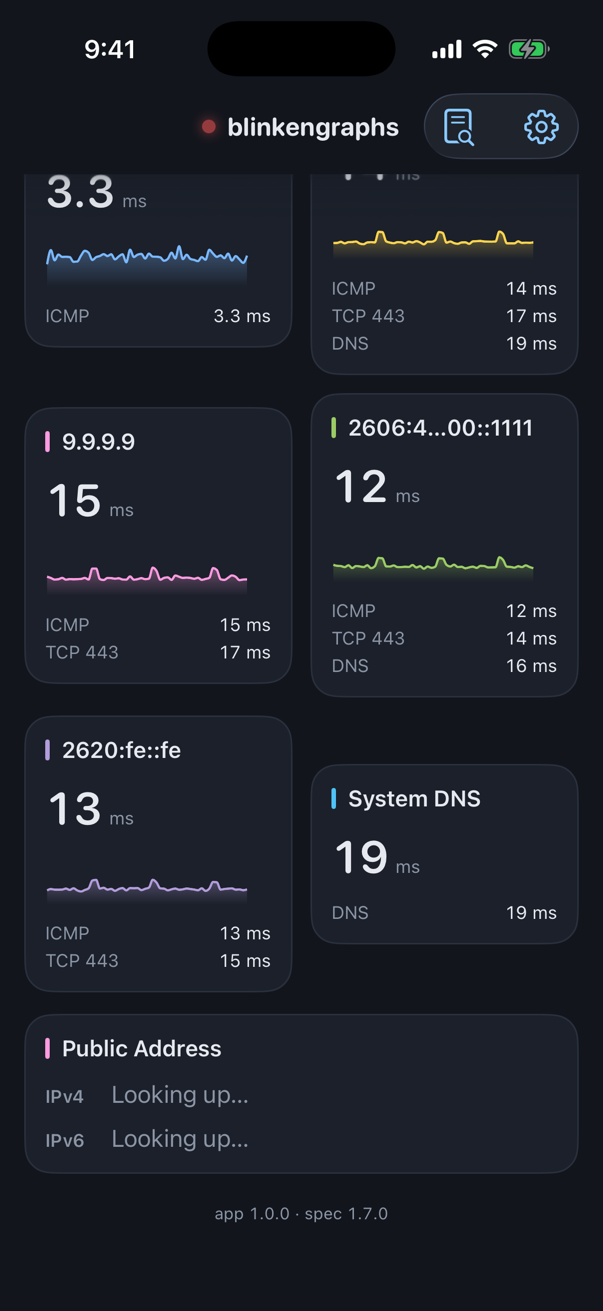 9:41
blinkengraphs
3.3 ms
ICMP 3.3 ms
ms
ICMP 14 ms
TCP 443 17 ms
DNS 19 ms
9.9.9.9
15 ms
ICMP 15 ms
TCP 443 17 ms
2606:4...00::1111
12 ms
ICMP 12 ms
TCP 443 14 ms
DNS 16 ms
2620:fe::fe
13 ms
ICMP 13 ms
TCP 443 15 ms
System DNS
19 ms
DNS 19 ms
Public Address
IPv4 Looking up...
IPv6 Looking up...
app 1.0.0 · spec 1.7.0